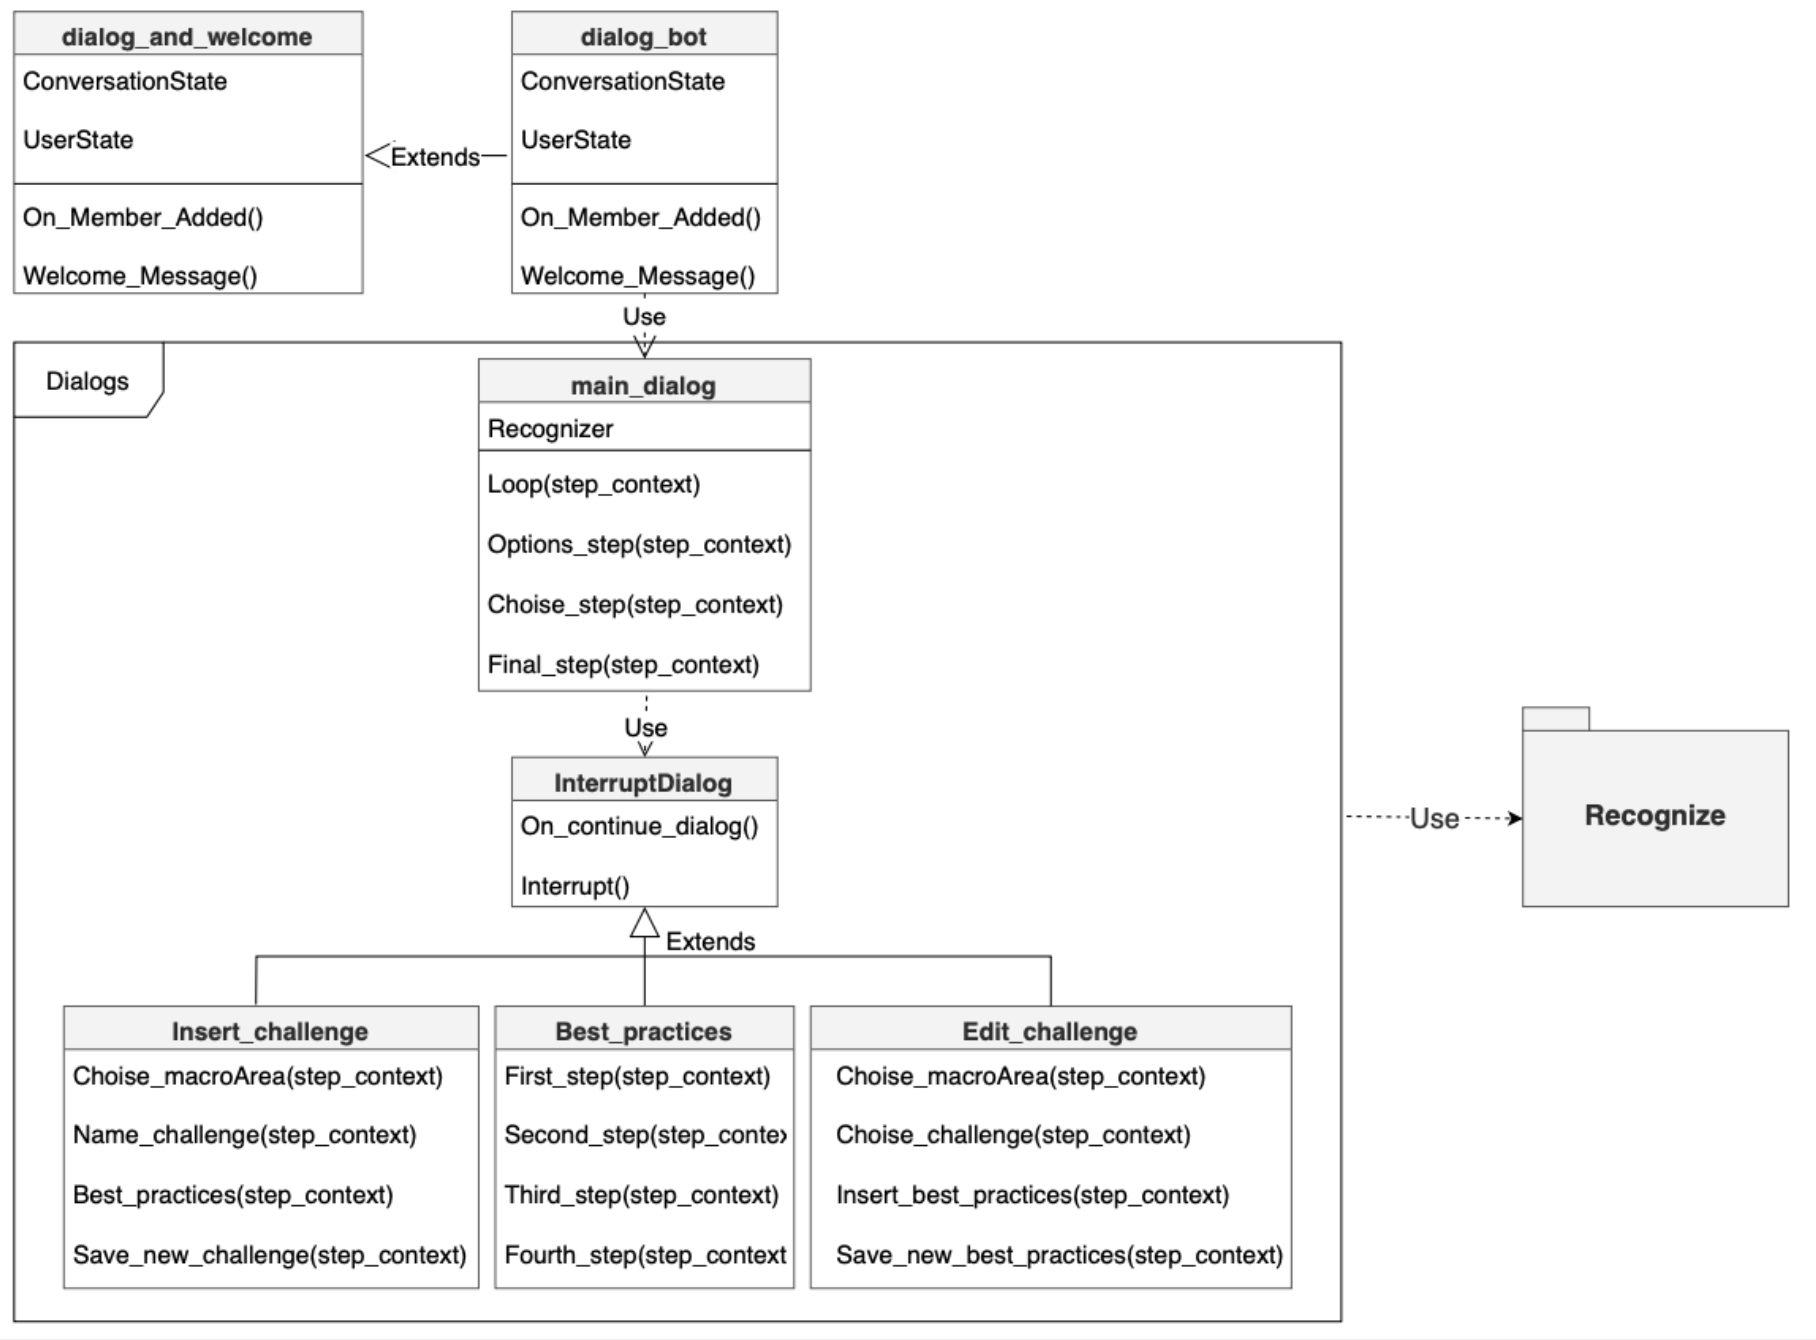 dialog_and_welcome
ConversationState
UserState
On_Member_Added()
Welcome_Message()
Extends
dialog_bot
ConversationState
UserState
On_Member_Added()
Welcome_Message()
Use
Dialogs
main_dialog
Recognizer
Loop(step_context)
Options_step(step_context)
Choise_step(step_context)
Final_step(step_context)
Use
InterruptDialog
On_continue_dialog()
Interrupt()
Extends
Insert_challenge
Choise_macroArea(step_context)
Name_challenge(step_context)
Best_practices(step_context)
Save_new_challenge(step_context)
Best_practices
First_step(step_context)
Second_step(step_contex
Third_step(step_context)
Fourth_step(step_context
Edit_challenge
Choise_macroArea(step_context)
Choise_challenge(step_context)
Insert_best_practices(step_context)
Save_new_best_practices(step_context)
Use
Recognize